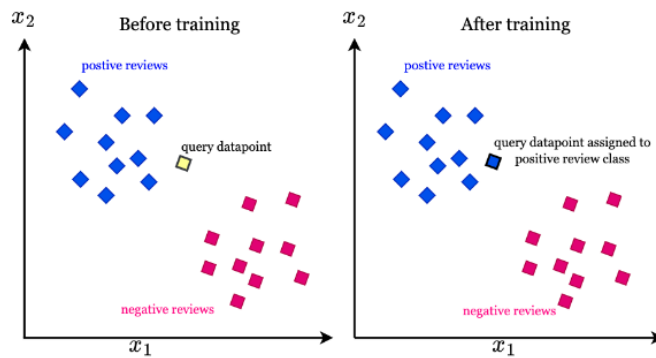 x₂
Before training
postive reviews
query datapoint
negative reviews
x₁
x₂
After training
postive reviews
query datapoint assigned to
positive review class
negative reviews
x₁